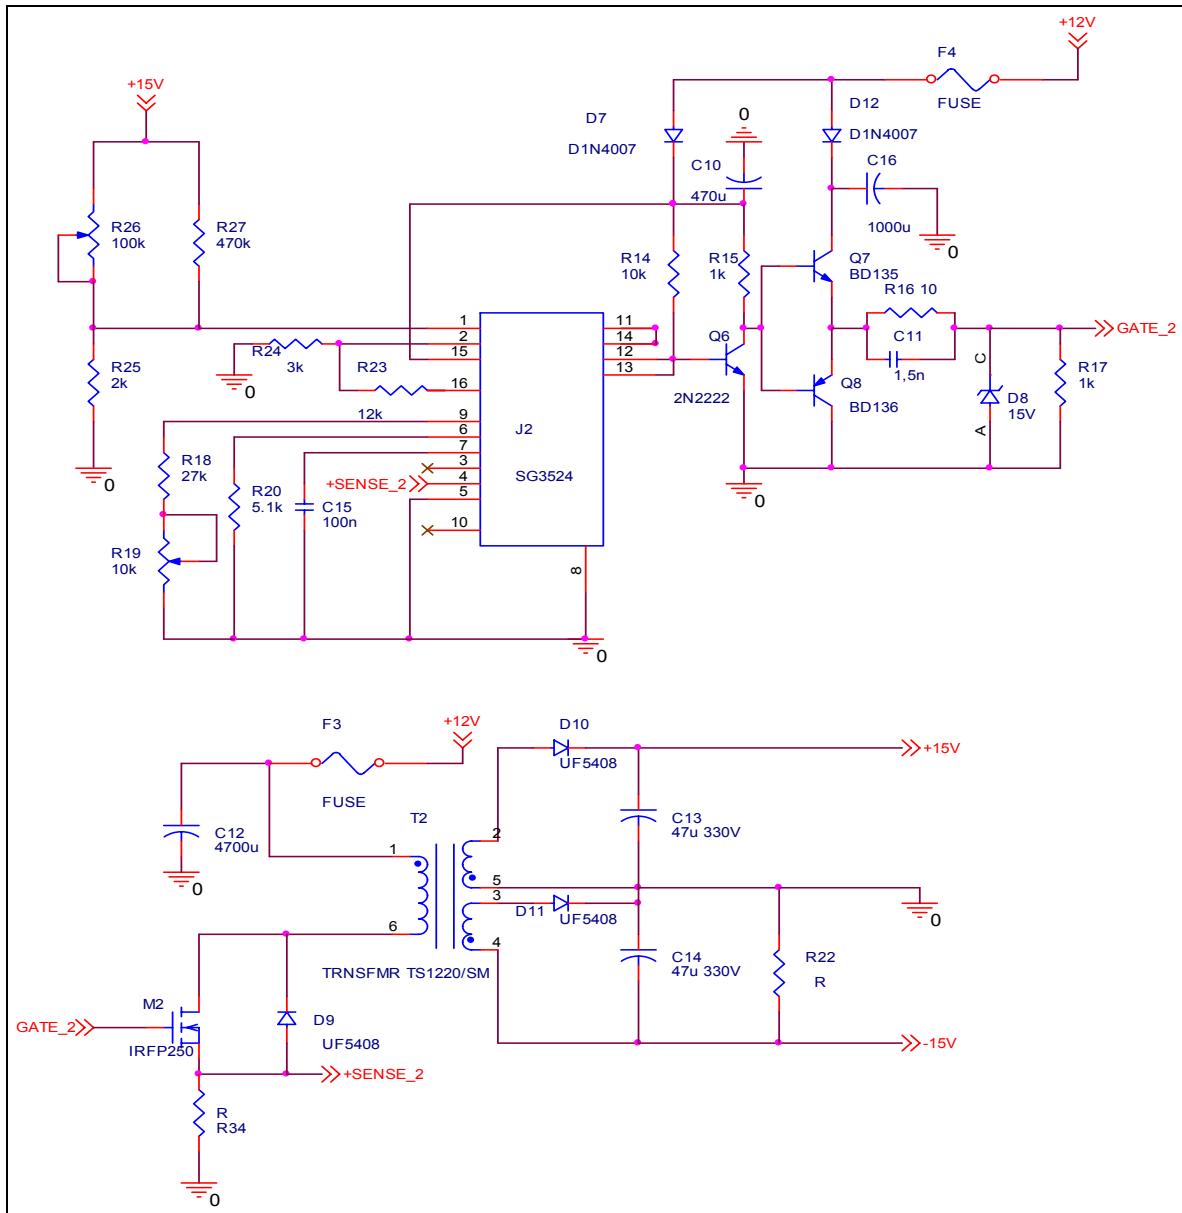 +12V
F4
FUSE
+15V
D7
D1N4007
D12
D1N4007
0
C10
470u
C16
1000u
0
R26
100k
R27
470k
R14
10k
R15
1k
Q7
BD135
R16 10
C11
1,5n
GATE_2
Q6
2N2222
Q8
BD136
C
D8
15V
A
R17
1k
0
1
2
15
16
9
6
7
3
4
5
10
11
14
12
13
8
J2
SG3524
R25
2k
0
R24
3k
0
R23
12k
R18
27k
R20
5.1k
+SENSE_2
C15
100n
R19
10k
0
F3
FUSE
+12V
D10
UF5408
+15V
C12
4700u
0
T2
1
6
2
5
3
4
C13
47u 330V
D11
UF5408
0
TRNSFMR TS1220/SM
C14
47u 330V
R22
R
-15V
M2
GATE_2
IRFP250
D9
UF5408
+SENSE_2
R
R34
0